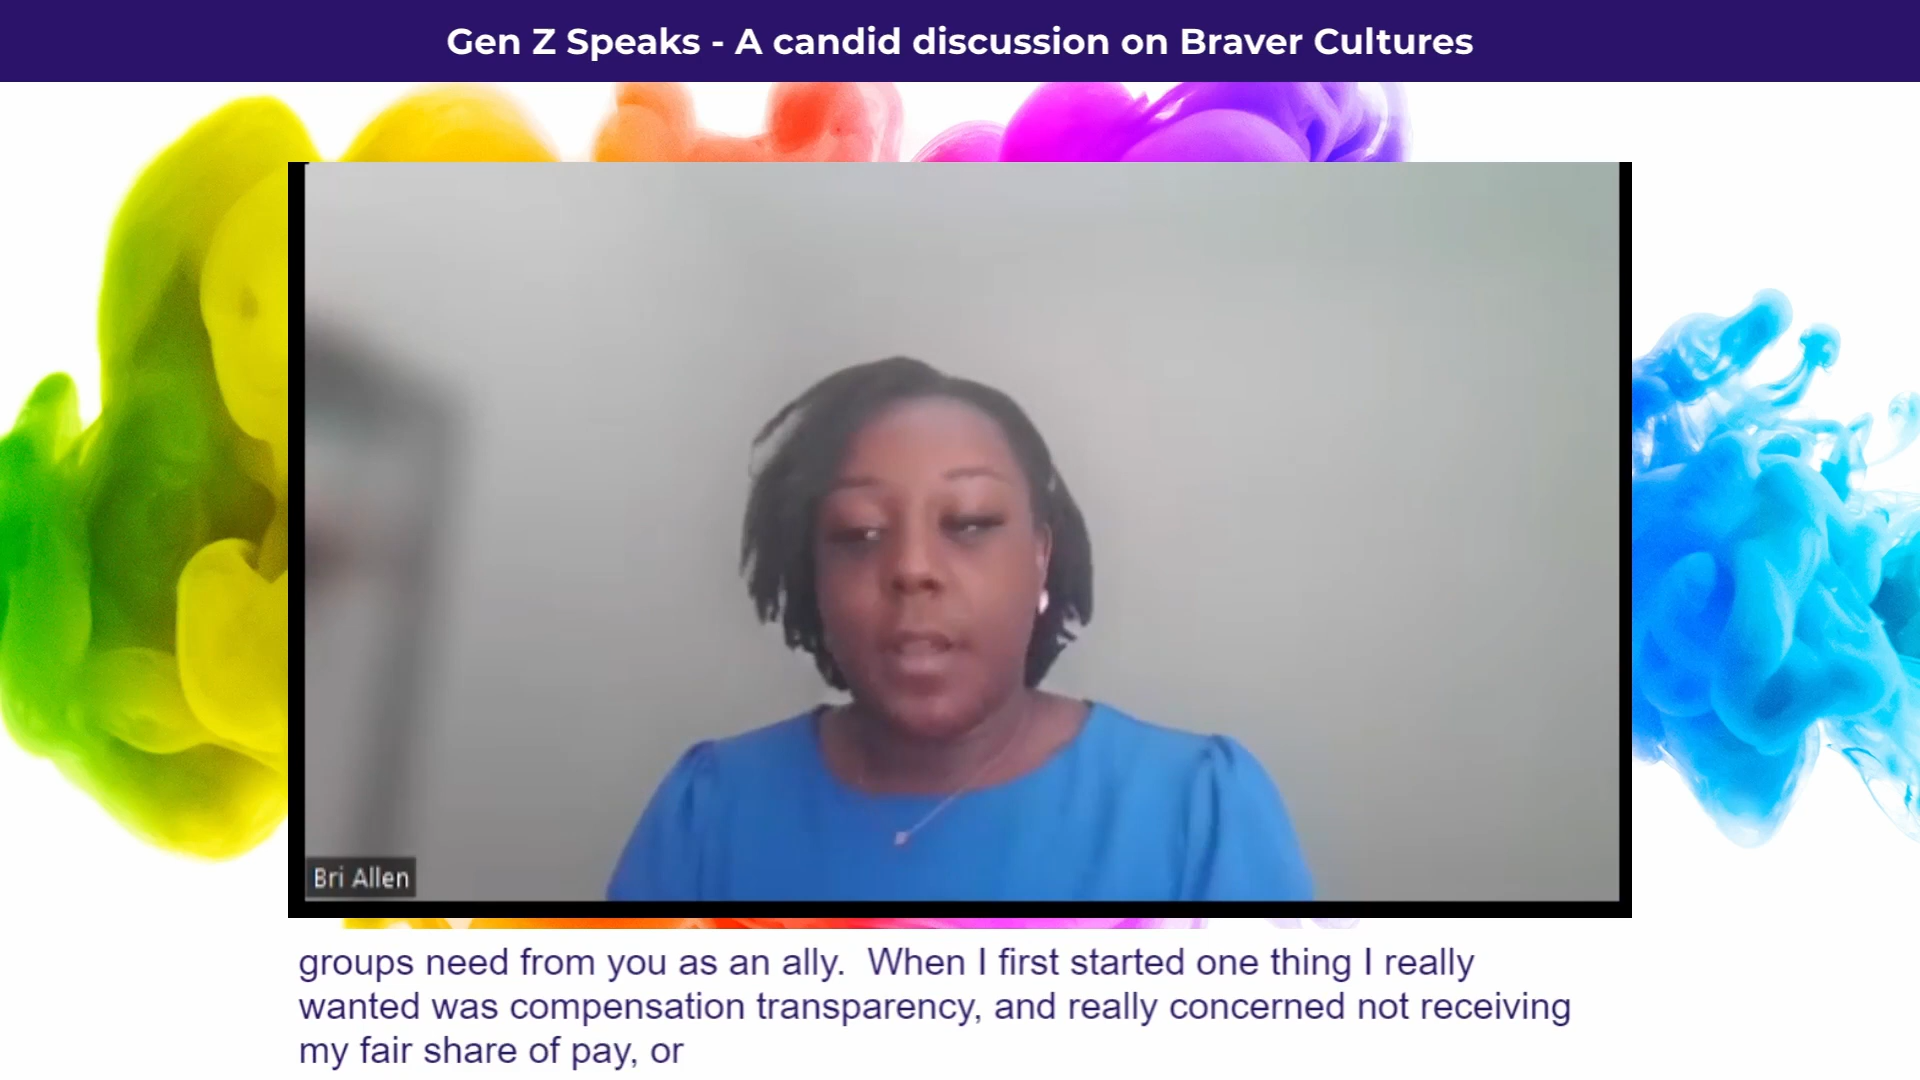 Gen Z Speaks - A candid discussion on Braver Cultures
Bri Allen
groups need from you as an ally.  When I first started one thing I really
wanted was compensation transparency, and really concerned not receiving
my fair share of pay, or